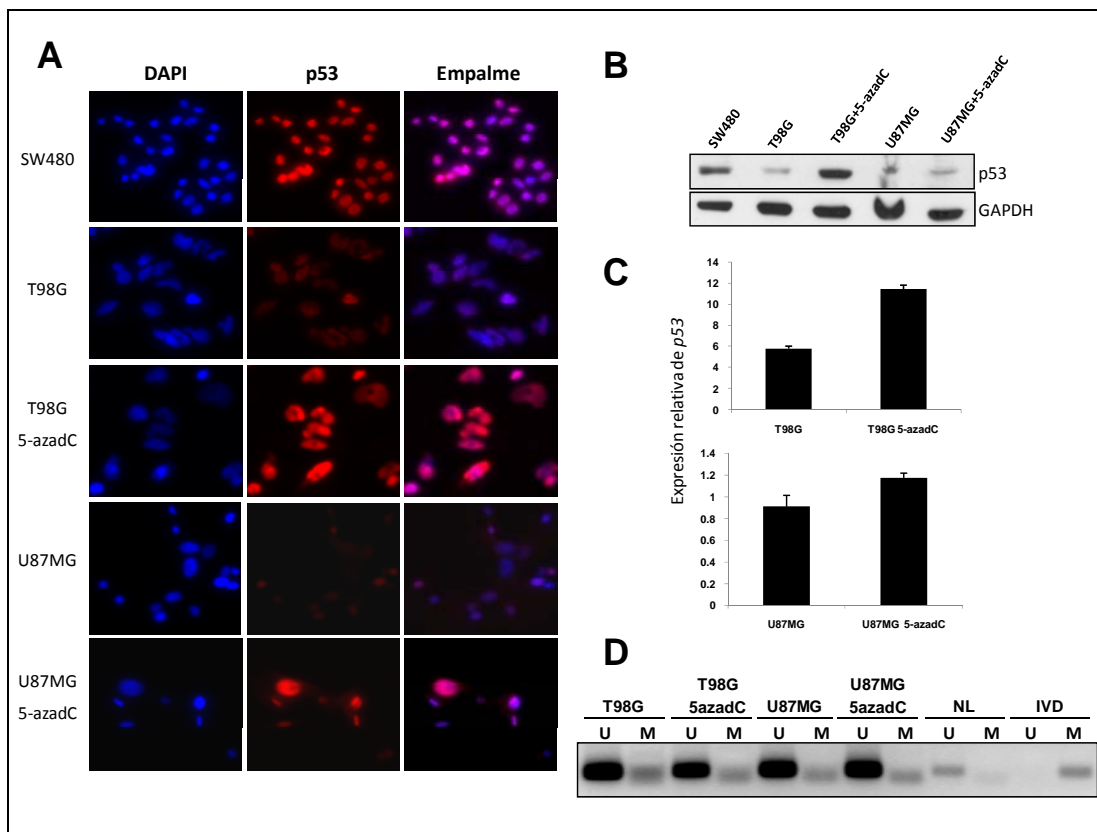 A
DAPI p53 Empalme
SW480
T98G
T98G
5-azadC
U87MG
U87MG
5-azadC
B
SW480 T98G T98G+5-azadC U87MG U87MG+5-azadC
p53
GAPDH
C
Expresión relativa de p53
14
12
10
8
6
4
2
0
T98G T98G 5-azadC
1.4
1.2
1
0.8
0.6
0.4
0.2
0
U87MG U87MG 5-azadC
D
T98G T98G 5azadC U87MG U87MG 5azadC NL IVD
U M U M U M U M U M U M